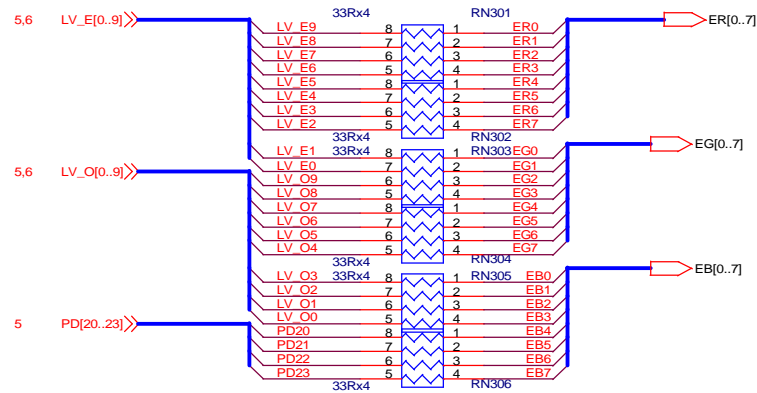 33Rx4 RN301
5,6 LV_E[0..9] ER[0..7]
LV_E9 8 1 ER0
LV_E8 7 2 ER1
LV_E7 6 3 ER2
LV_E6 5 4 ER3
LV_E5 8 1 ER4
LV_E4 7 2 ER5
LV_E3 6 3 ER6
LV_E2 5 4 ER7
33Rx4 RN302
33Rx4 RN303
EG[0..7]
LV_E1 8 1 EG0
LV_E0 7 2 EG1
5,6 LV_O[0..9]
LV_O9 6 3 EG2
LV_O8 5 4 EG3
LV_O7 8 1 EG4
LV_O6 7 2 EG5
LV_O5 6 3 EG6
LV_O4 5 4 EG7
33Rx4 RN304
33Rx4 RN305
EB[0..7]
LV_O3 8 1 EB0
LV_O2 7 2 EB1
LV_O1 6 3 EB2
LV_O0 5 4 EB3
5 PD[20..23]
PD20 8 1 EB4
PD21 7 2 EB5
PD22 6 3 EB6
PD23 5 4 EB7
33Rx4 RN306